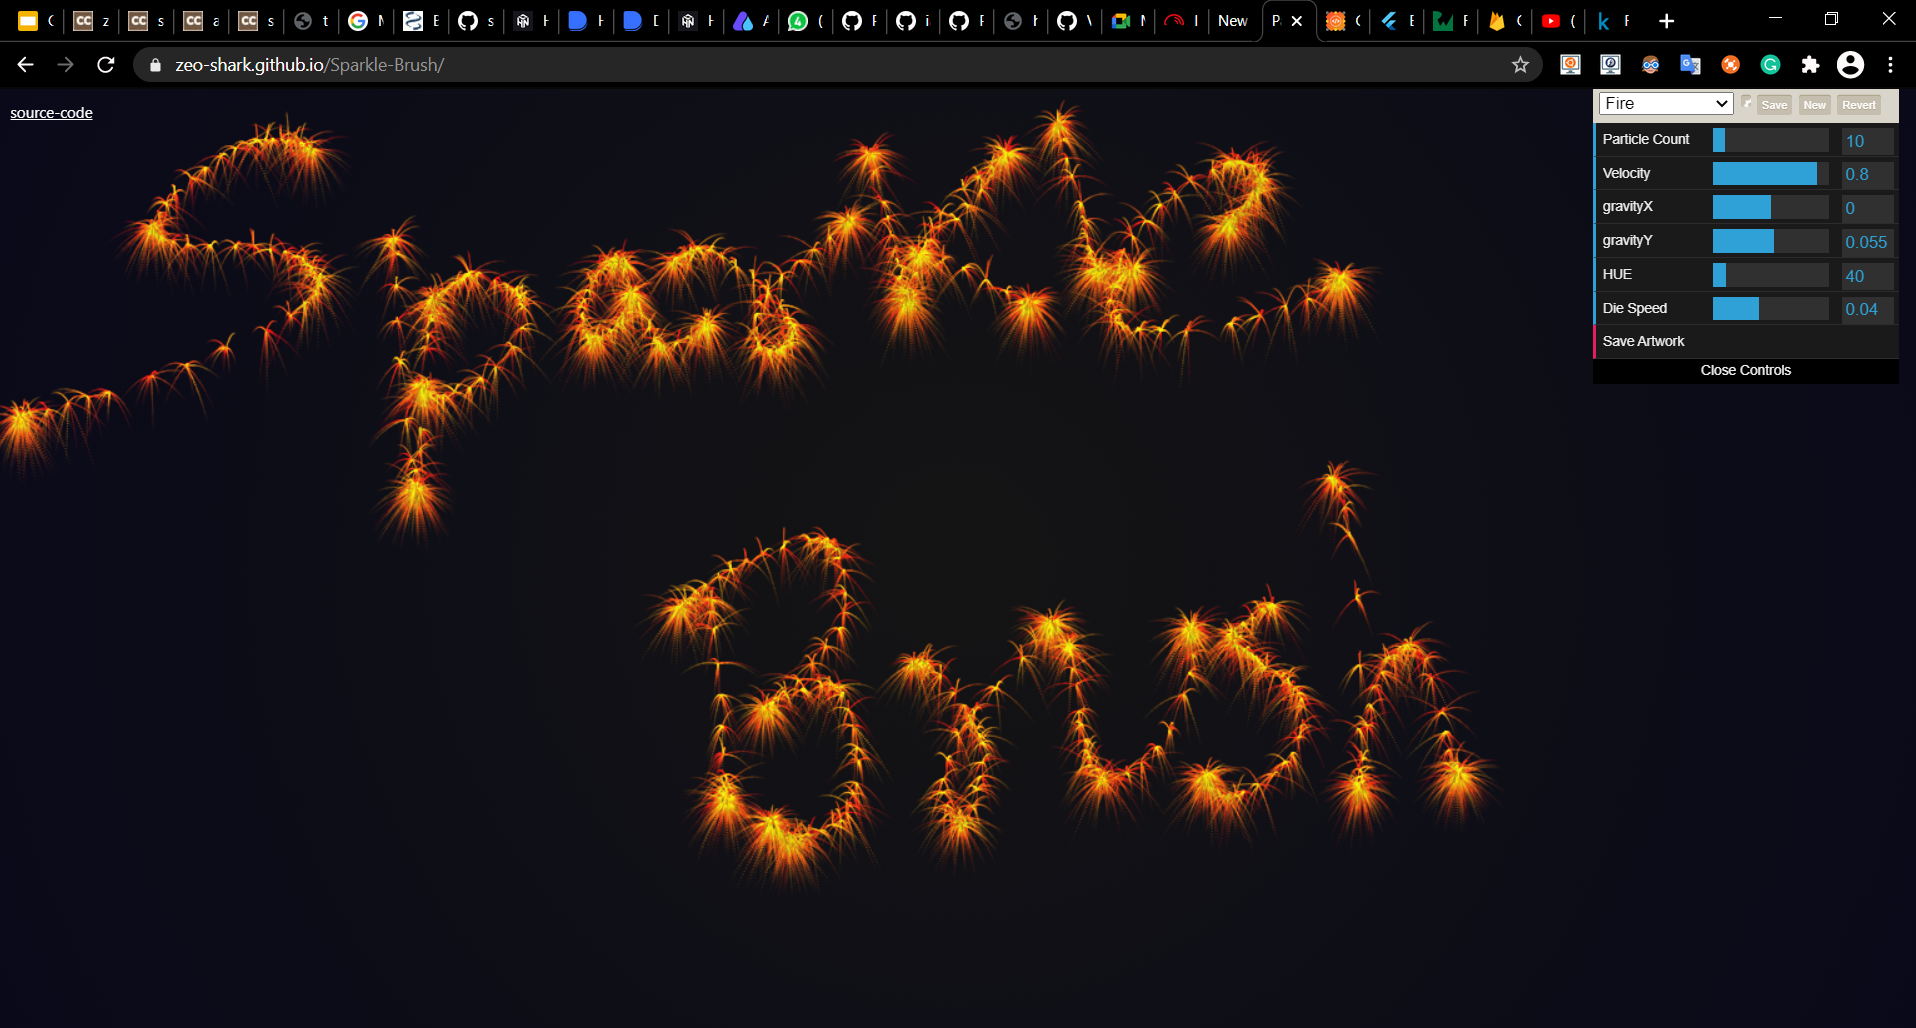 C z s a s t G M E s H H D H A ( F i F H V M I New P C E F C ( F
zeo-shark.github.io/Sparkle-Brush/
source-code
Fire Save New Revert
Particle Count 10
Velocity 0.8
gravityX 0
gravityY 0.055
HUE 40
Die Speed 0.04
Save Artwork
Close Controls
Sparkle
Brush